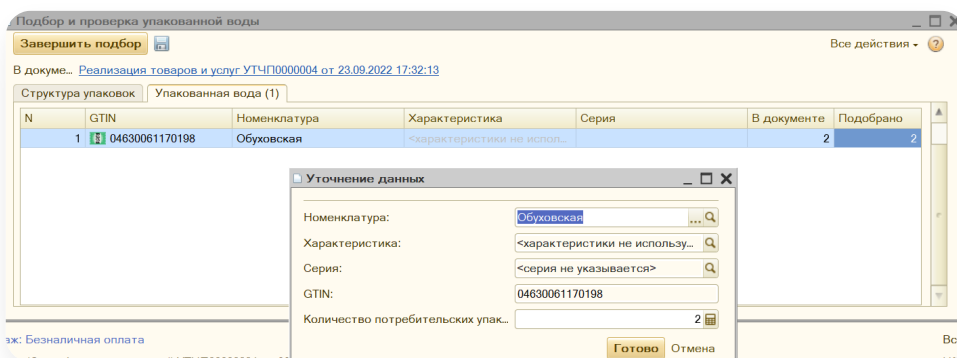 Подбор и проверка упакованной воды
Завершить подбор
Все действия
?
В докуме... Реализация товаров и услуг УТЧП0000004 от 23.09.2022 17:32:13
Структура упаковок Упакованная вода (1)
N GTIN Номенклатура Характеристика Серия В документе Подобрано
1 04630061170198 Обуховская <характеристики не испол... 2 2
Уточнение данных
Номенклатура: Обуховская ...
Характеристика: <характеристики не использу...
Серия: <серия не указывается>
GTIN: 04630061170198
Количество потребительских упак... 2
Готово Отмена
аж: Безналичная оплата Вс